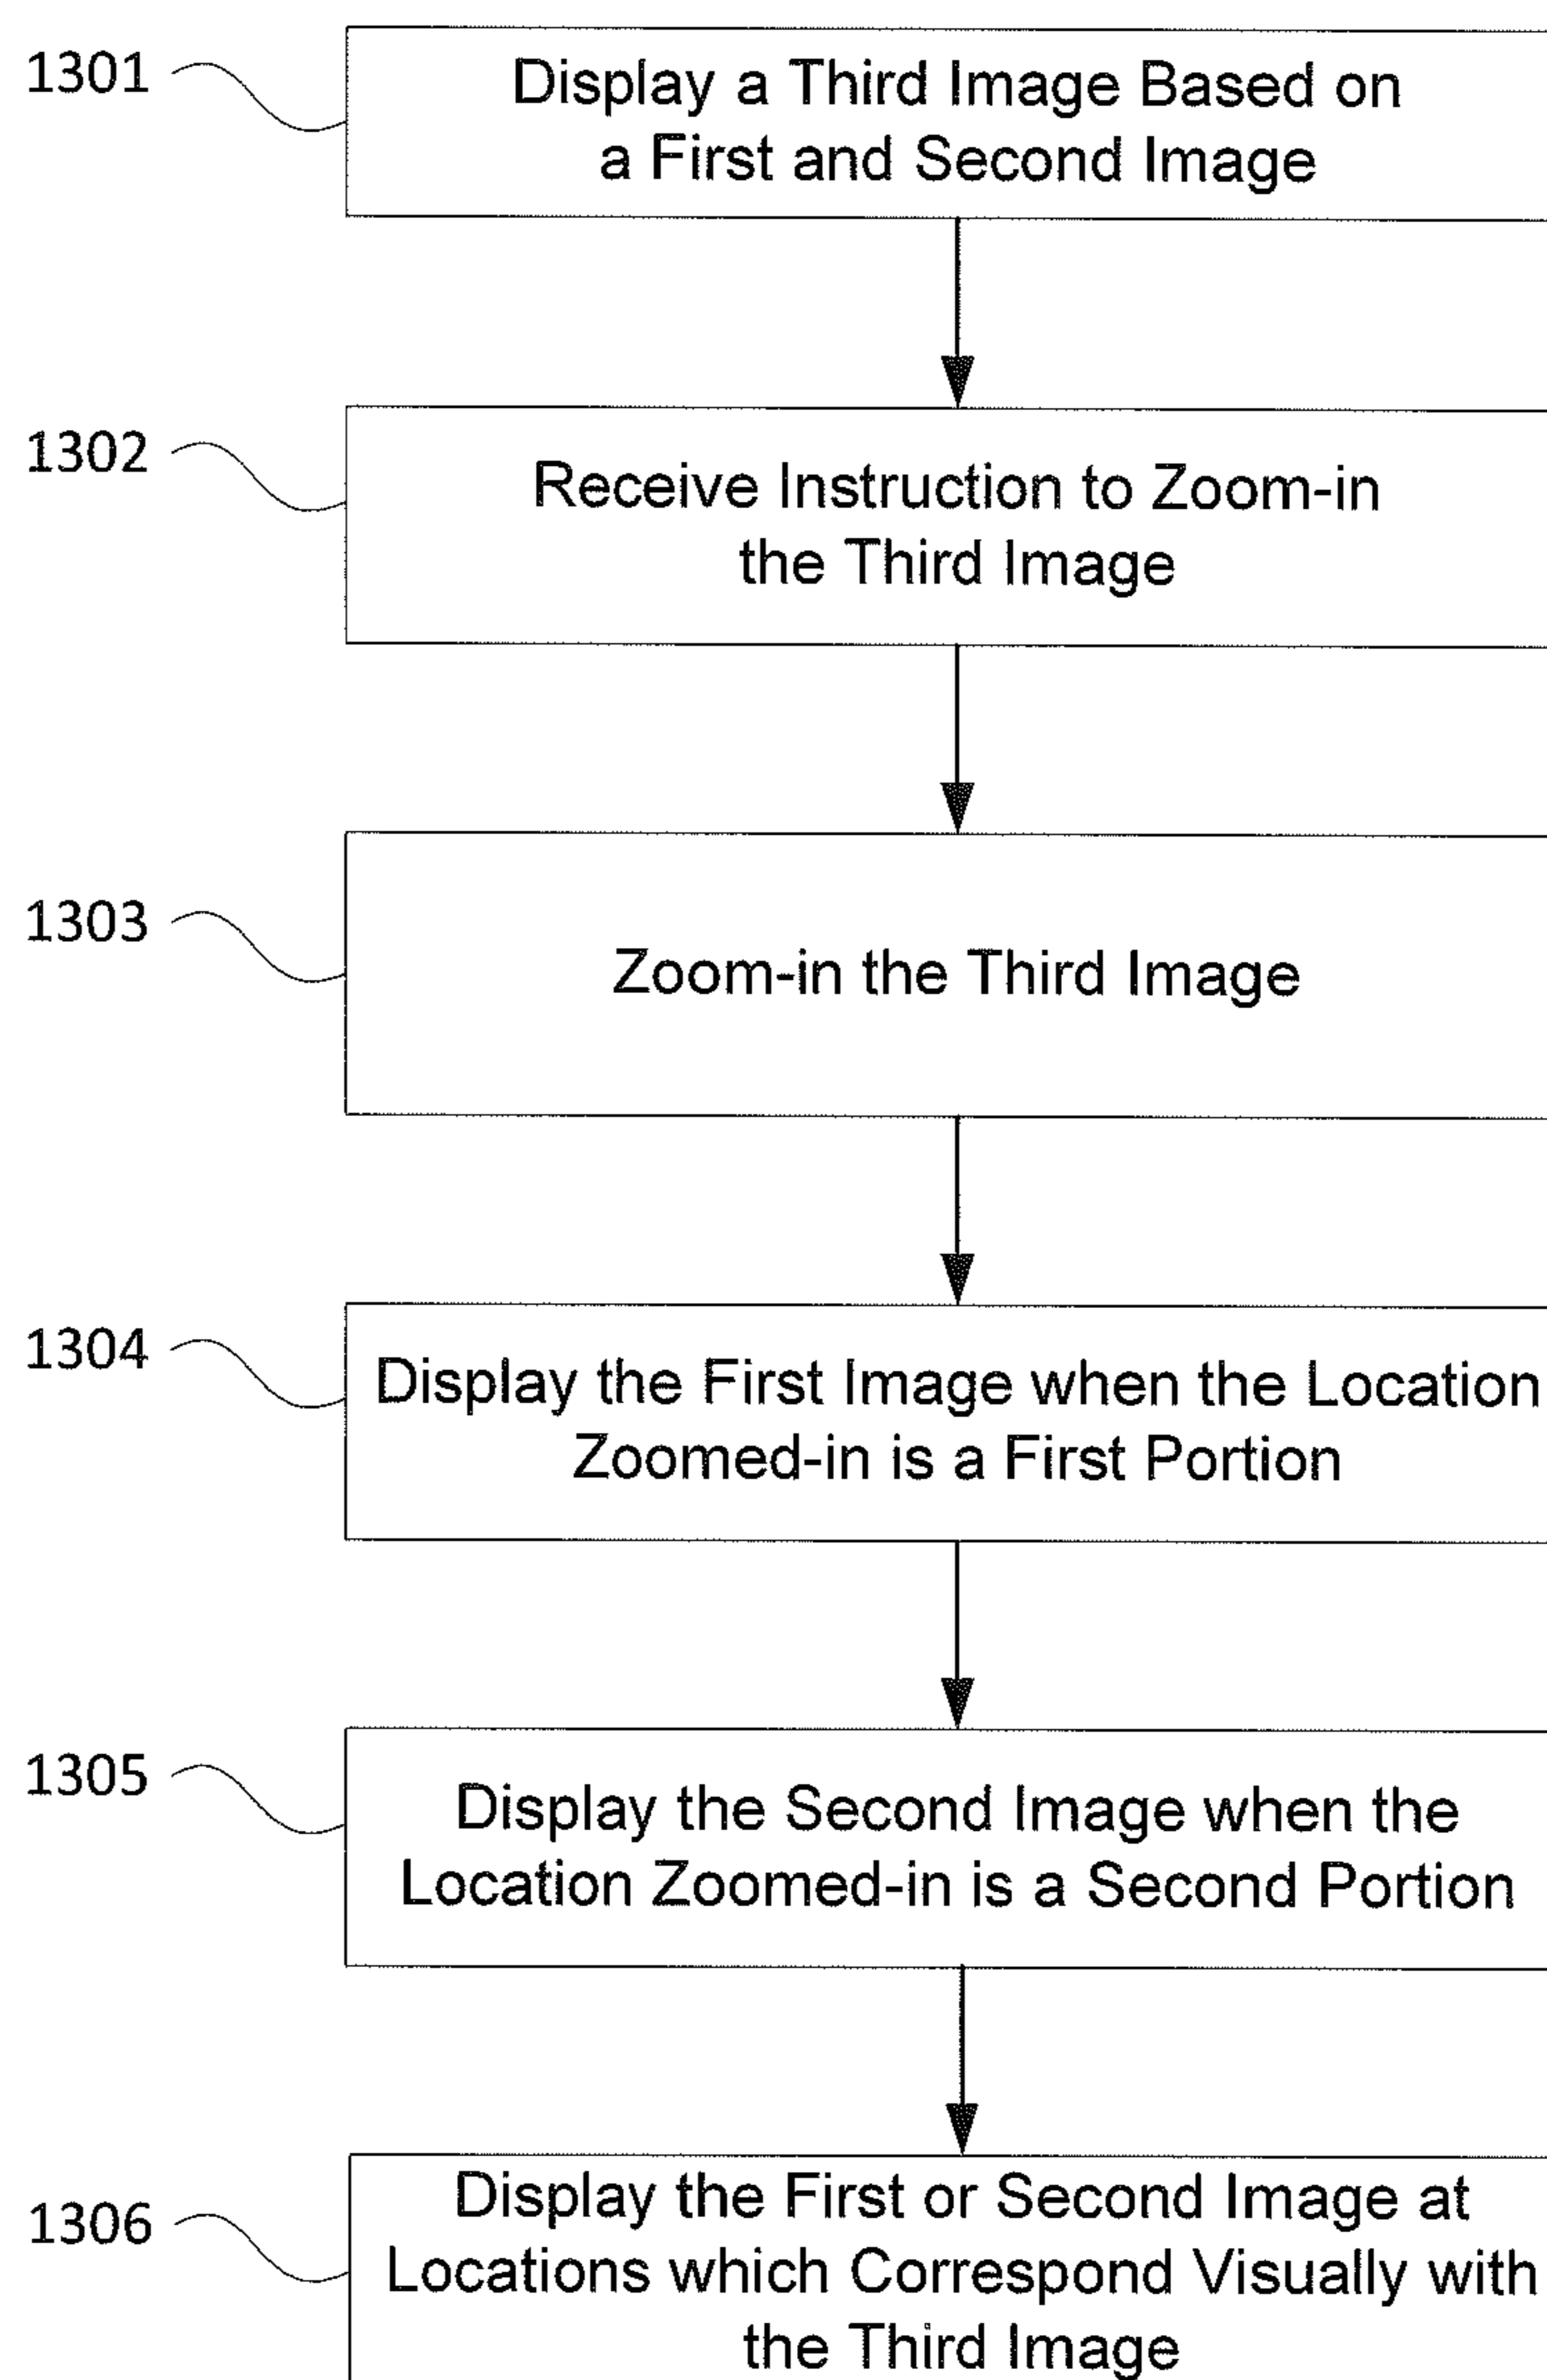 1301
Display a Third Image Based on
a First and Second Image
1302
Receive Instruction to Zoom-in
the Third Image
1303
Zoom-in the Third Image
1304
Display the First Image when the Location
Zoomed-in is a First Portion
1305
Display the Second Image when the
Location Zoomed-in is a Second Portion
1306
Display the First or Second Image at
Locations which Correspond Visually with
the Third Image